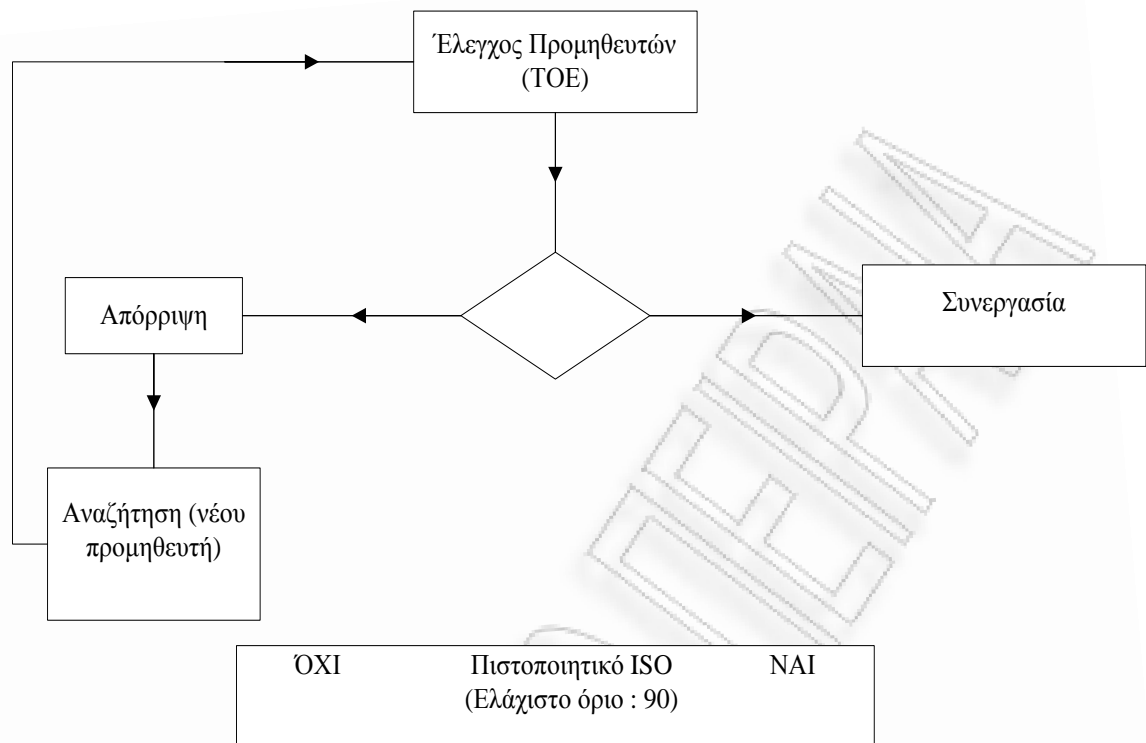 Έλεγχος Προμηθευτών
(ΤΟΕ)
Απόρριψη
Συνεργασία
Αναζήτηση (νέου
προμηθευτή)
ΌΧΙ Πιστοποιητικό ISO ΝΑΙ
(Ελάχιστο όριο : 90)